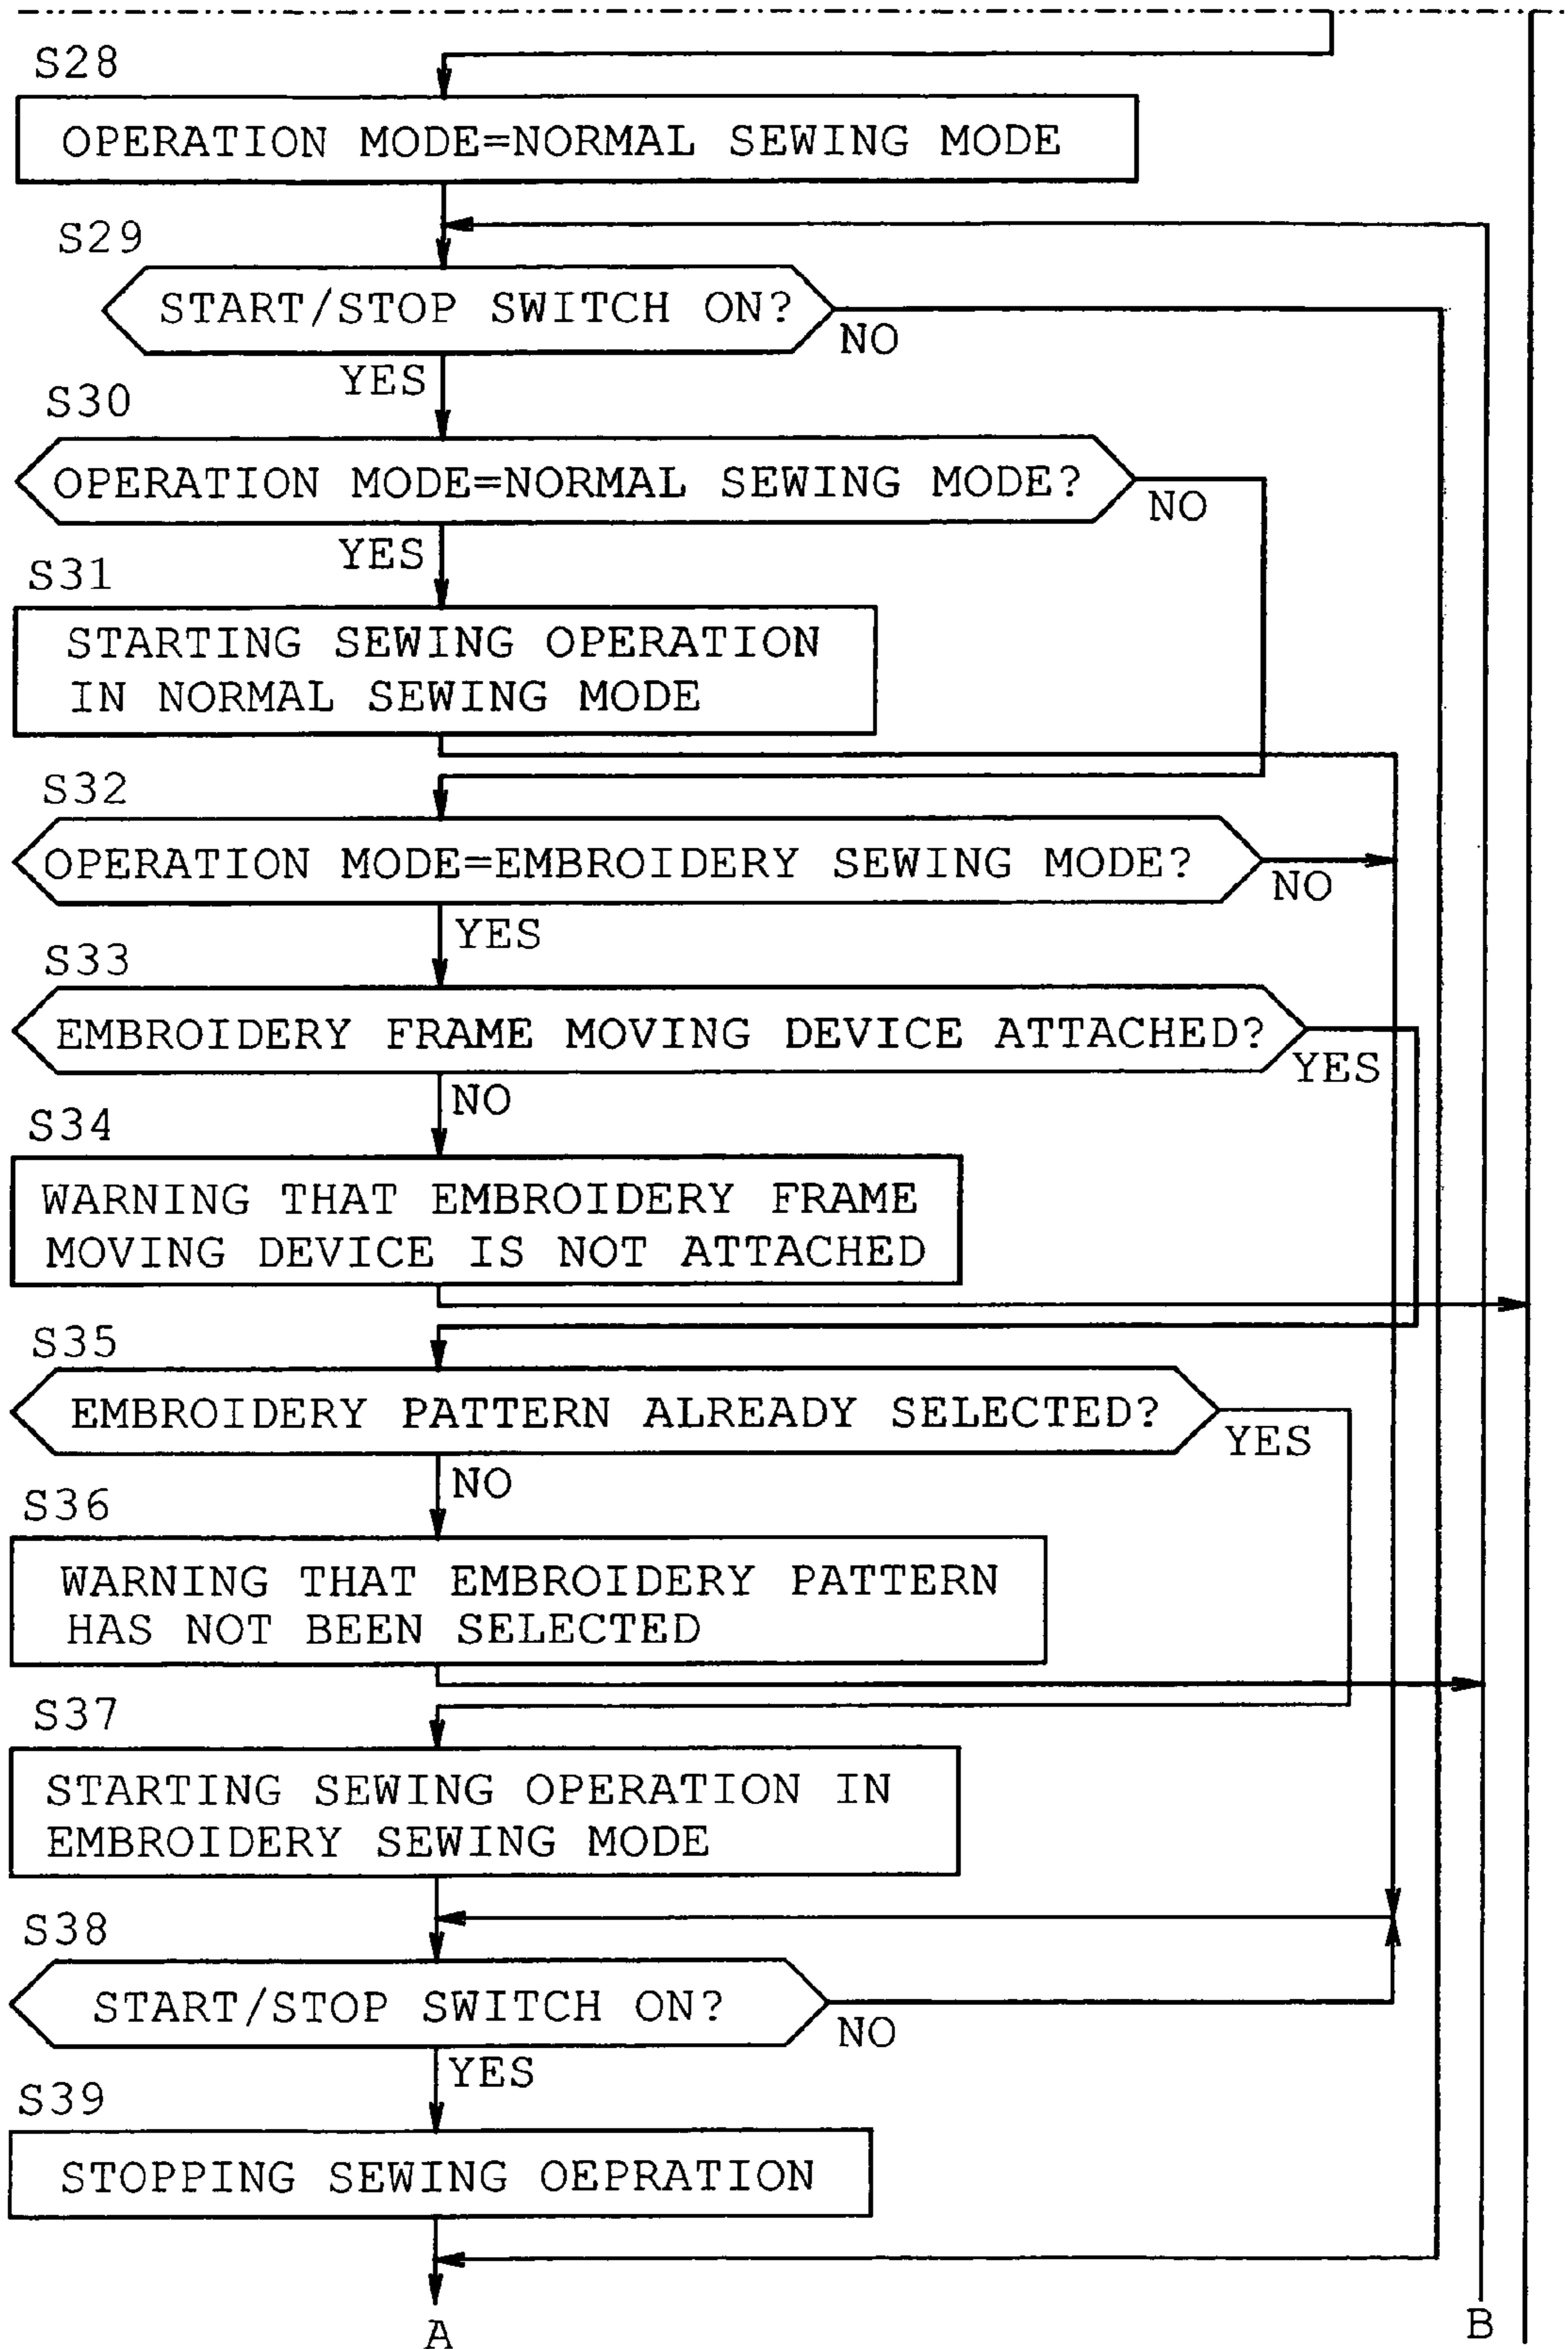 S28
OPERATION MODE=NORMAL SEWING MODE
S29
START/STOP SWITCH ON?
NO
YES
S30
OPERATION MODE=NORMAL SEWING MODE?
NO
YES
S31
STARTING SEWING OPERATION
IN NORMAL SEWING MODE
S32
OPERATION MODE=EMBROIDERY SEWING MODE?
NO
YES
S33
EMBROIDERY FRAME MOVING DEVICE ATTACHED?
YES
NO
S34
WARNING THAT EMBROIDERY FRAME
MOVING DEVICE IS NOT ATTACHED
S35
EMBROIDERY PATTERN ALREADY SELECTED?
YES
NO
S36
WARNING THAT EMBROIDERY PATTERN
HAS NOT BEEN SELECTED
S37
STARTING SEWING OPERATION IN
EMBROIDERY SEWING MODE
S38
START/STOP SWITCH ON?
NO
YES
S39
STOPPING SEWING OEPRATION
A
B